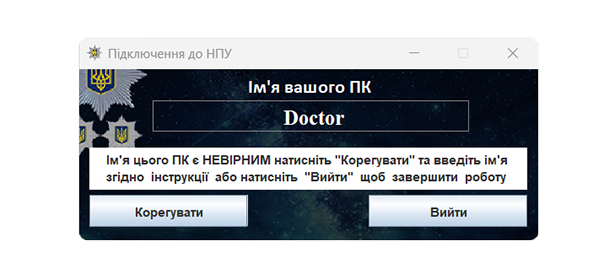 Підключення до НПУ
Ім'я вашого ПК
Doctor
Ім'я цього ПК є НЕВІРНИМ натисніть "Корегувати" та введіть ім'я
згідно інструкції або натисніть "Вийти" щоб завершити роботу
Корегувати
Вийти